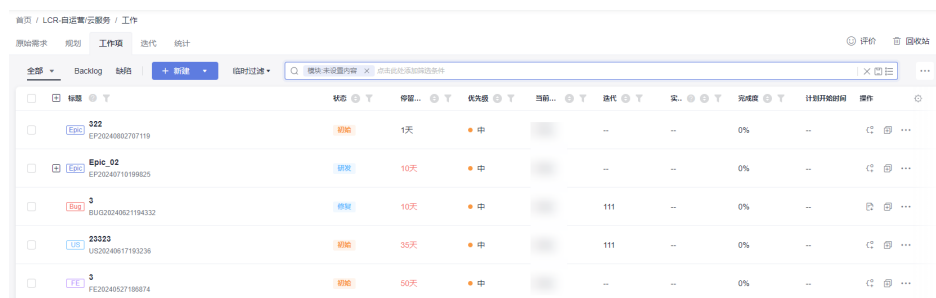 首页 / LCR-自运营/云服务 / 工作
原始需求 规划 工作项 迭代 统计 评价 回收站
全部 Backlog 缺陷 + 新建 临时过滤 模块:未设置内容 × 点击此处添加筛选条件
标题 状态 停留... 优先级 当前... 迭代 实... 完成度 计划开始时间 操作
322
Epic 初始 1天 中 -- -- 0% --
EP20240802707119
Epic_02
Epic 研发 10天 中 -- -- 0% --
EP20240710199825
3
Bug 修复 10天 中 111 -- 0% --
BUG20240621194332
23323
US 初始 35天 中 111 -- 0% --
US20240617193236
3
FE 初始 50天 中 -- -- 0% --
FE20240527186874